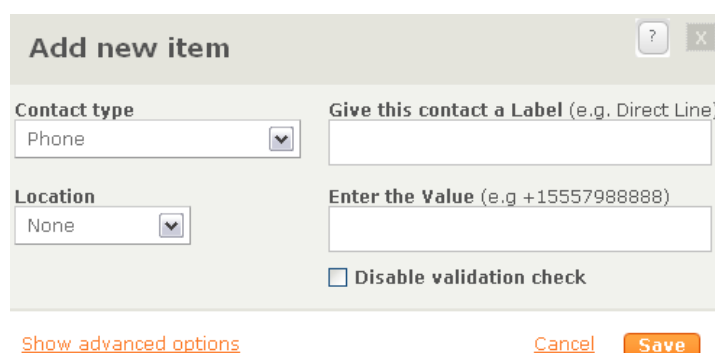 Add new item
?
X
Contact type
Give this contact a Label (e.g. Direct Line)
Phone
Location
Enter the Value (e.g +15557988888)
None
Disable validation check
Show advanced options
Cancel
Save